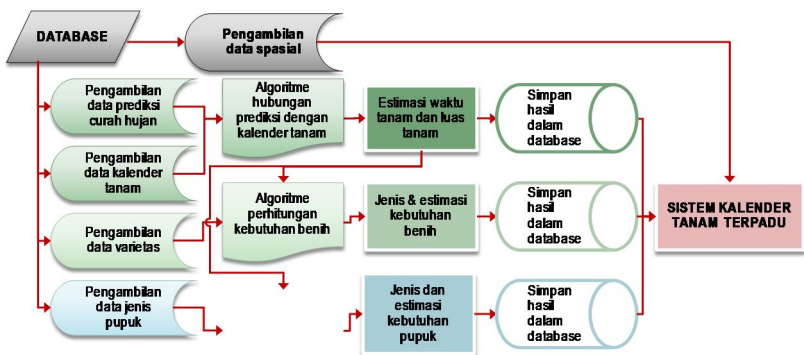 DATABASE
Pengambilan
data spasial
Pengambilan
data prediksi
curah hujan
Algoritme
hubungan
prediksi dengan
kalender tanam
Estimasi waktu
tanam dan luas
tanam
Simpan
hasil
dalam
database
Pengambilan
data kalender
tanam
Pengambilan
data varietas
Algoritme
perhitungan
kebutuhan benih
Jenis & estimasi
kebutuhan
benih
Simpan
hasil
dalam
database
SISTEM KALENDER
TANAM TERPADU
Pengambilan
data jenis
pupuk
Jenis dan
estimasi
kebutuhan
pupuk
Simpan
hasil
dalam
database